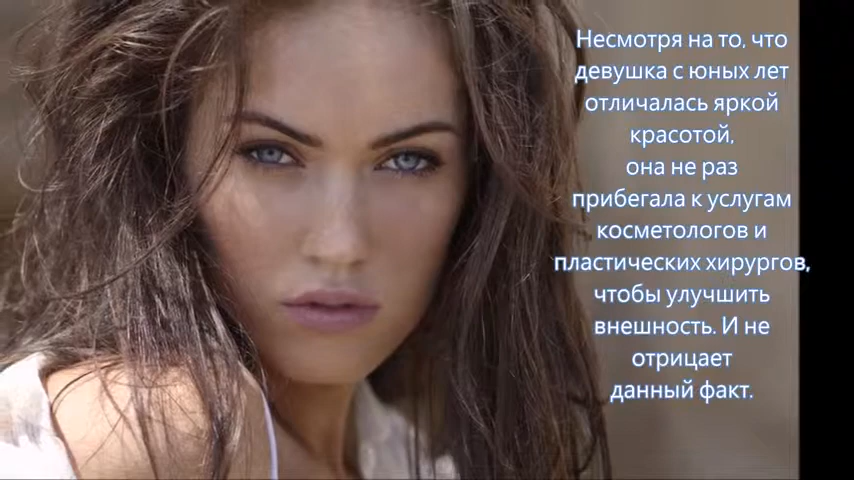 Несмотря на то, что
девушка с юных лет
отличалась яркой
красотой,
она не раз
прибегала к услугам
косметологов и
пластических хирургов,
чтобы улучшить
внешность. И не
отрицает
данный факт.